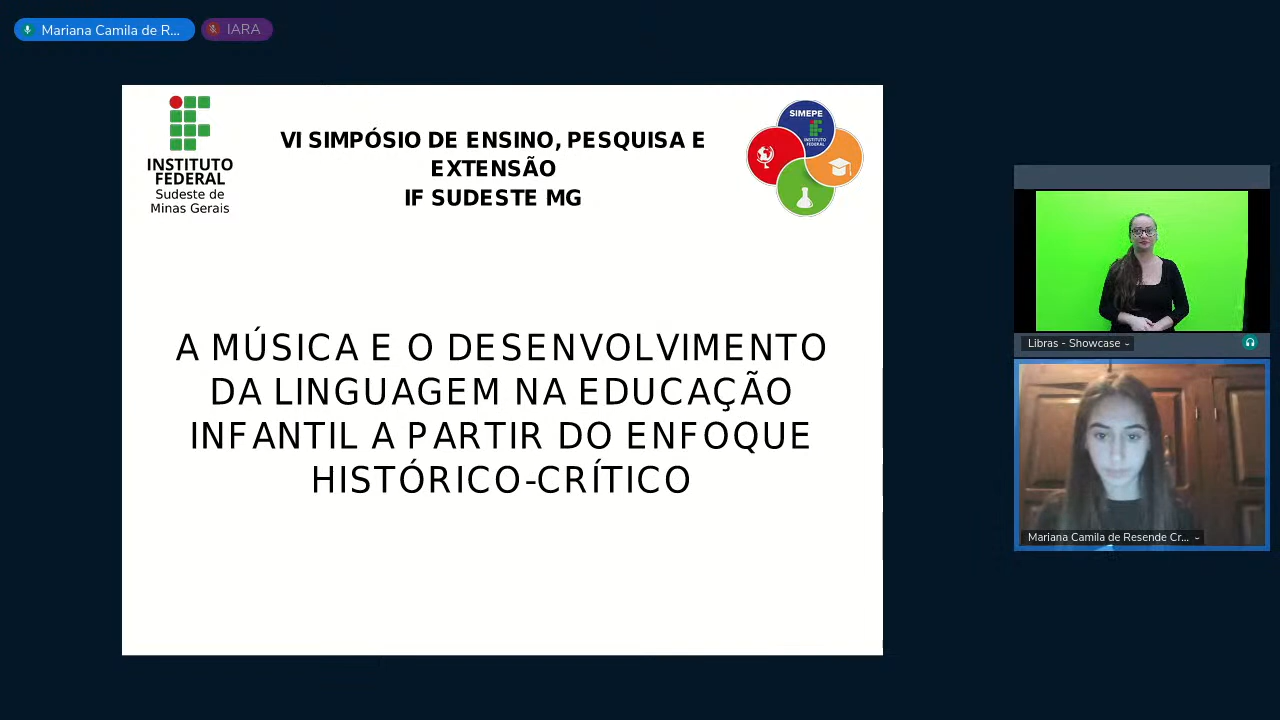 Mariana Camila de R...
IARA
INSTITUTO
FEDERAL
Sudeste de
Minas Gerais
VI SIMPÓSIO DE ENSINO, PESQUISA E
EXTENSÃO
IF SUDESTE MG
SIMEPE
INSTITUTO
FEDERAL
A MÚSICA E O DESENVOLVIMENTO
DA LINGUAGEM NA EDUCAÇÃO
INFANTIL A PARTIR DO ENFOQUE
HISTÓRICO-CRÍTICO
Libras - Showcase
Mariana Camila de Resende Cr...